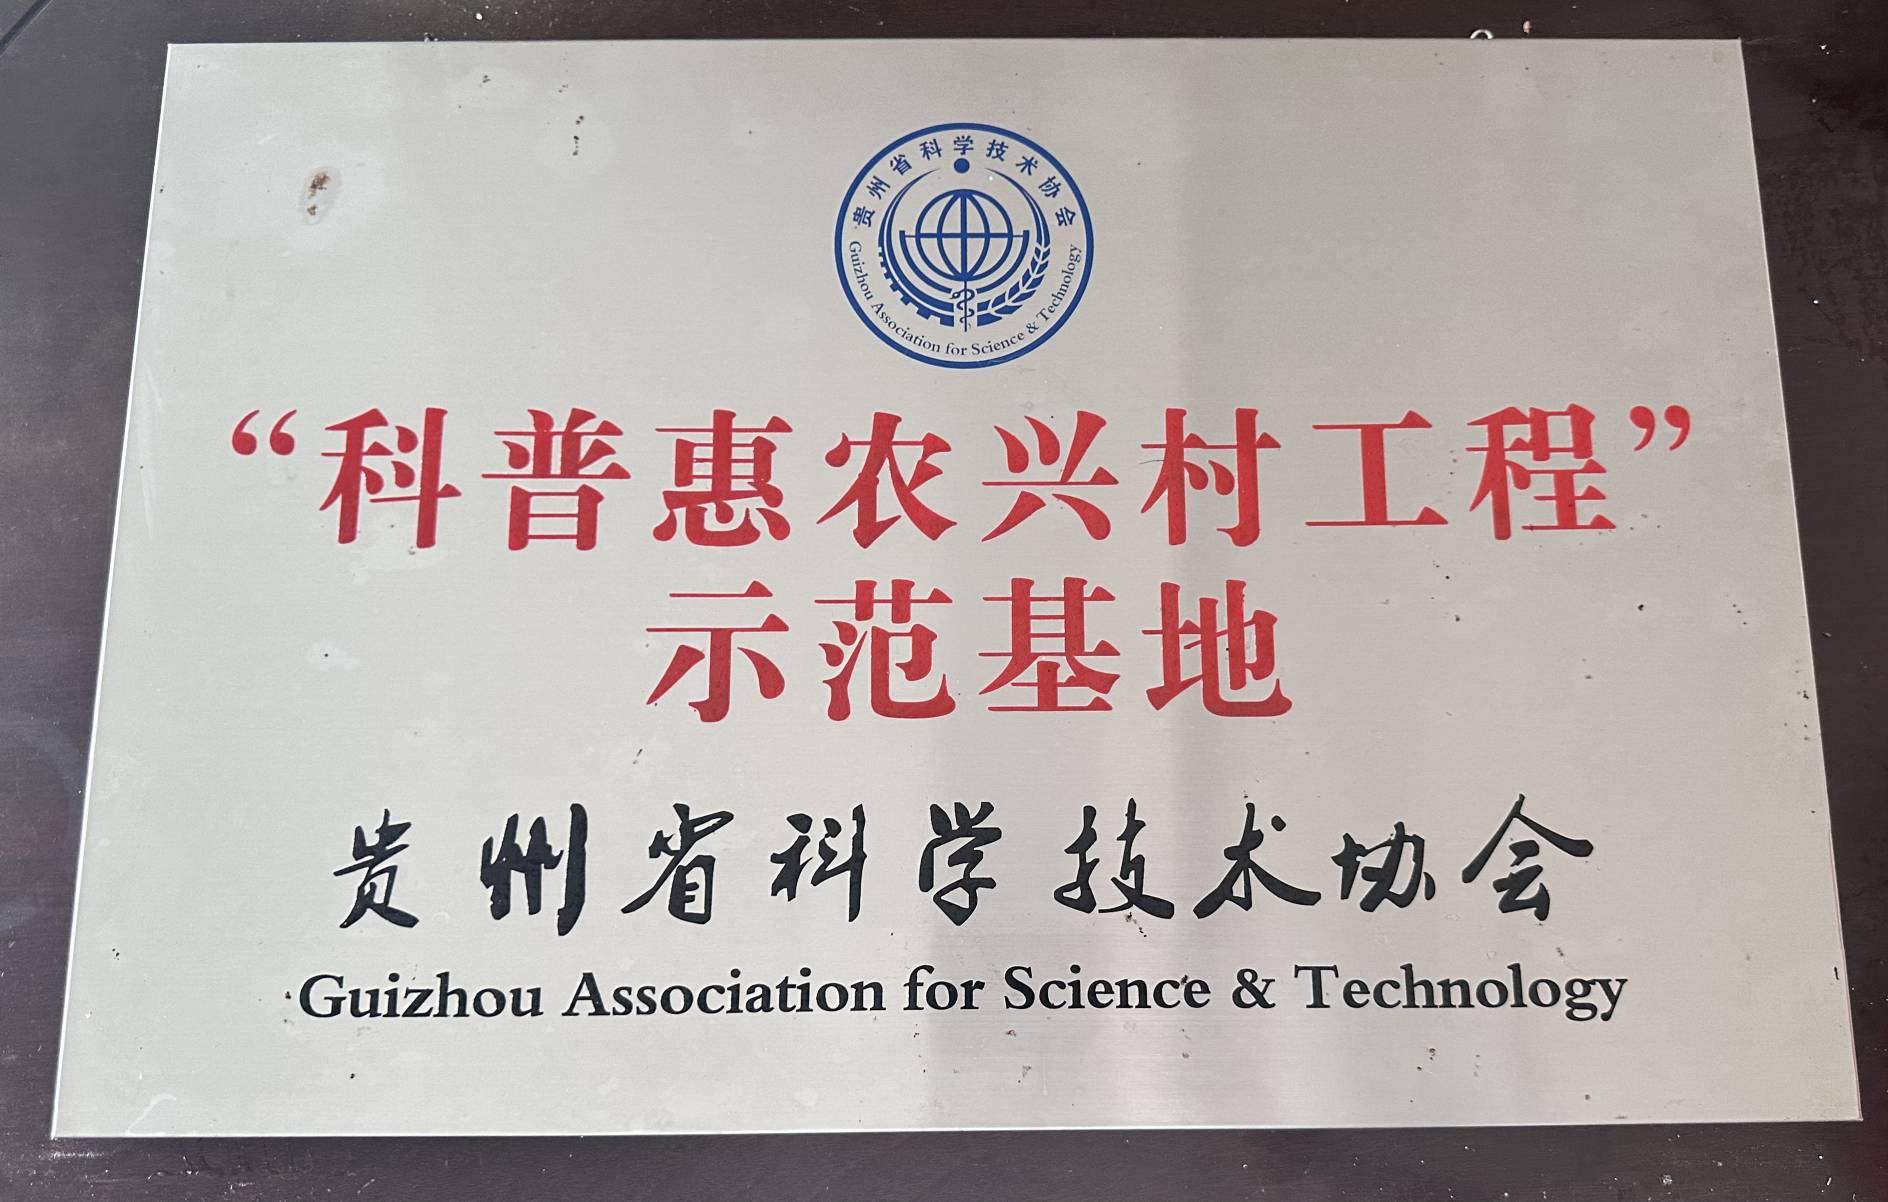 贵州省科学技术协会
Guizhou Association for Science & Technology
“科普惠农兴村工程”
示范基地
贵州省科学技术协会
Guizhou Association for Science & Technology